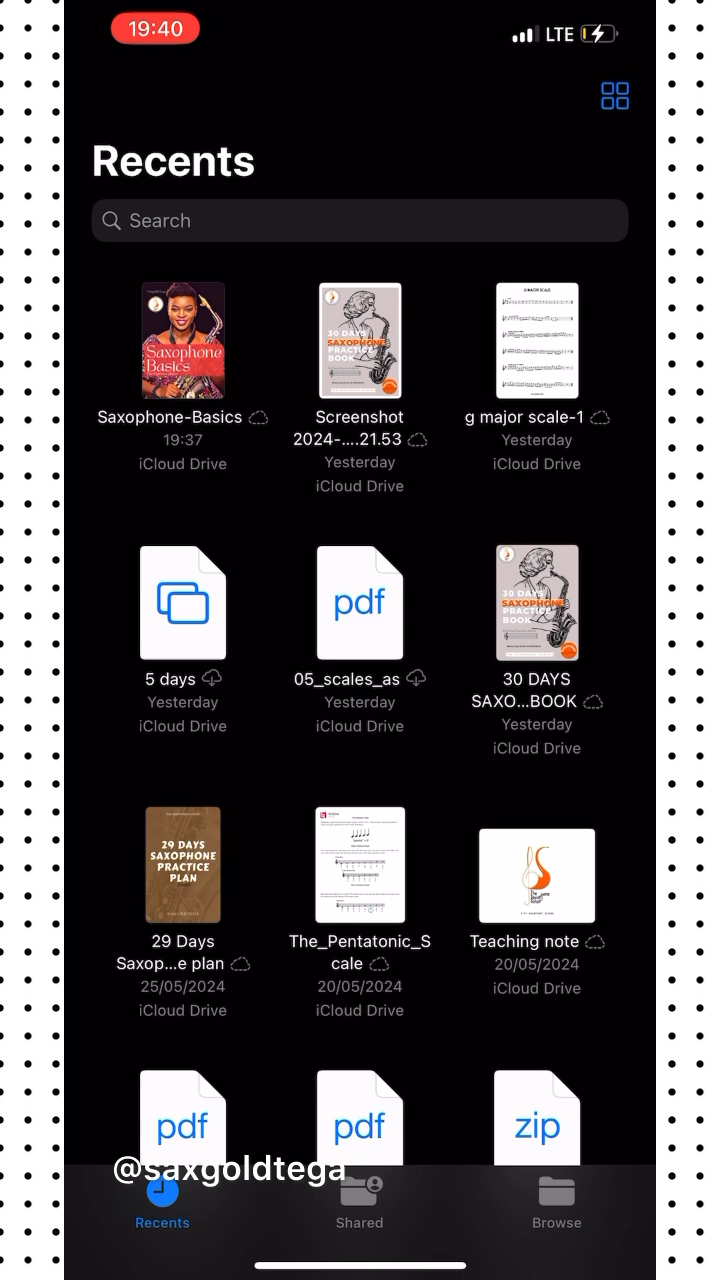 19:40
LTE
Recents
Search
Saxophone
Basics
30 DAYS
SAXOPHONE
PRACTICE
BOOK
G MAJOR SCALE
Saxophone-Basics
19:37
iCloud Drive
Screenshot
2024-....21.53
Yesterday
iCloud Drive
g major scale-1
Yesterday
iCloud Drive
pdf
30 DAYS
SAXOPHONE
PRACTICE
BOOK
5 days
Yesterday
iCloud Drive
05_scales_as
Yesterday
iCloud Drive
30 DAYS
SAXO...BOOK
Yesterday
iCloud Drive
29 DAYS
SAXOPHONE
PRACTICE
PLAN
29 Days
Saxop...e plan
25/05/2024
iCloud Drive
The_Pentatonic_S
cale
20/05/2024
iCloud Drive
Teaching note
20/05/2024
iCloud Drive
pdf
pdf
zip
@saxgoldtega
Recents
Shared
Browse